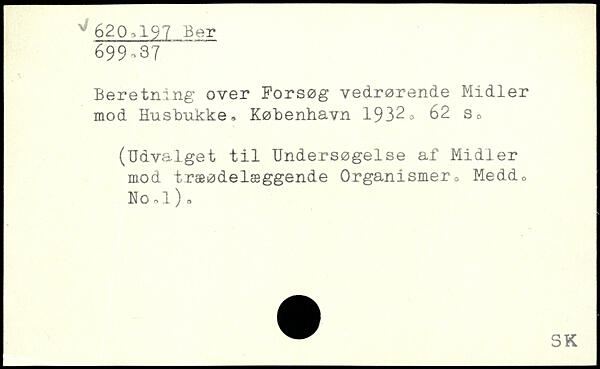 ✓ 620.197 Ber
699.87
Beretning over Forsøg vedrørende Midler
mod Husbukke. København 1932. 62 s.
(Udvalget til Undersøgelse af Midler
mod træødelæggende Organismer. Medd.
No.1).
SK